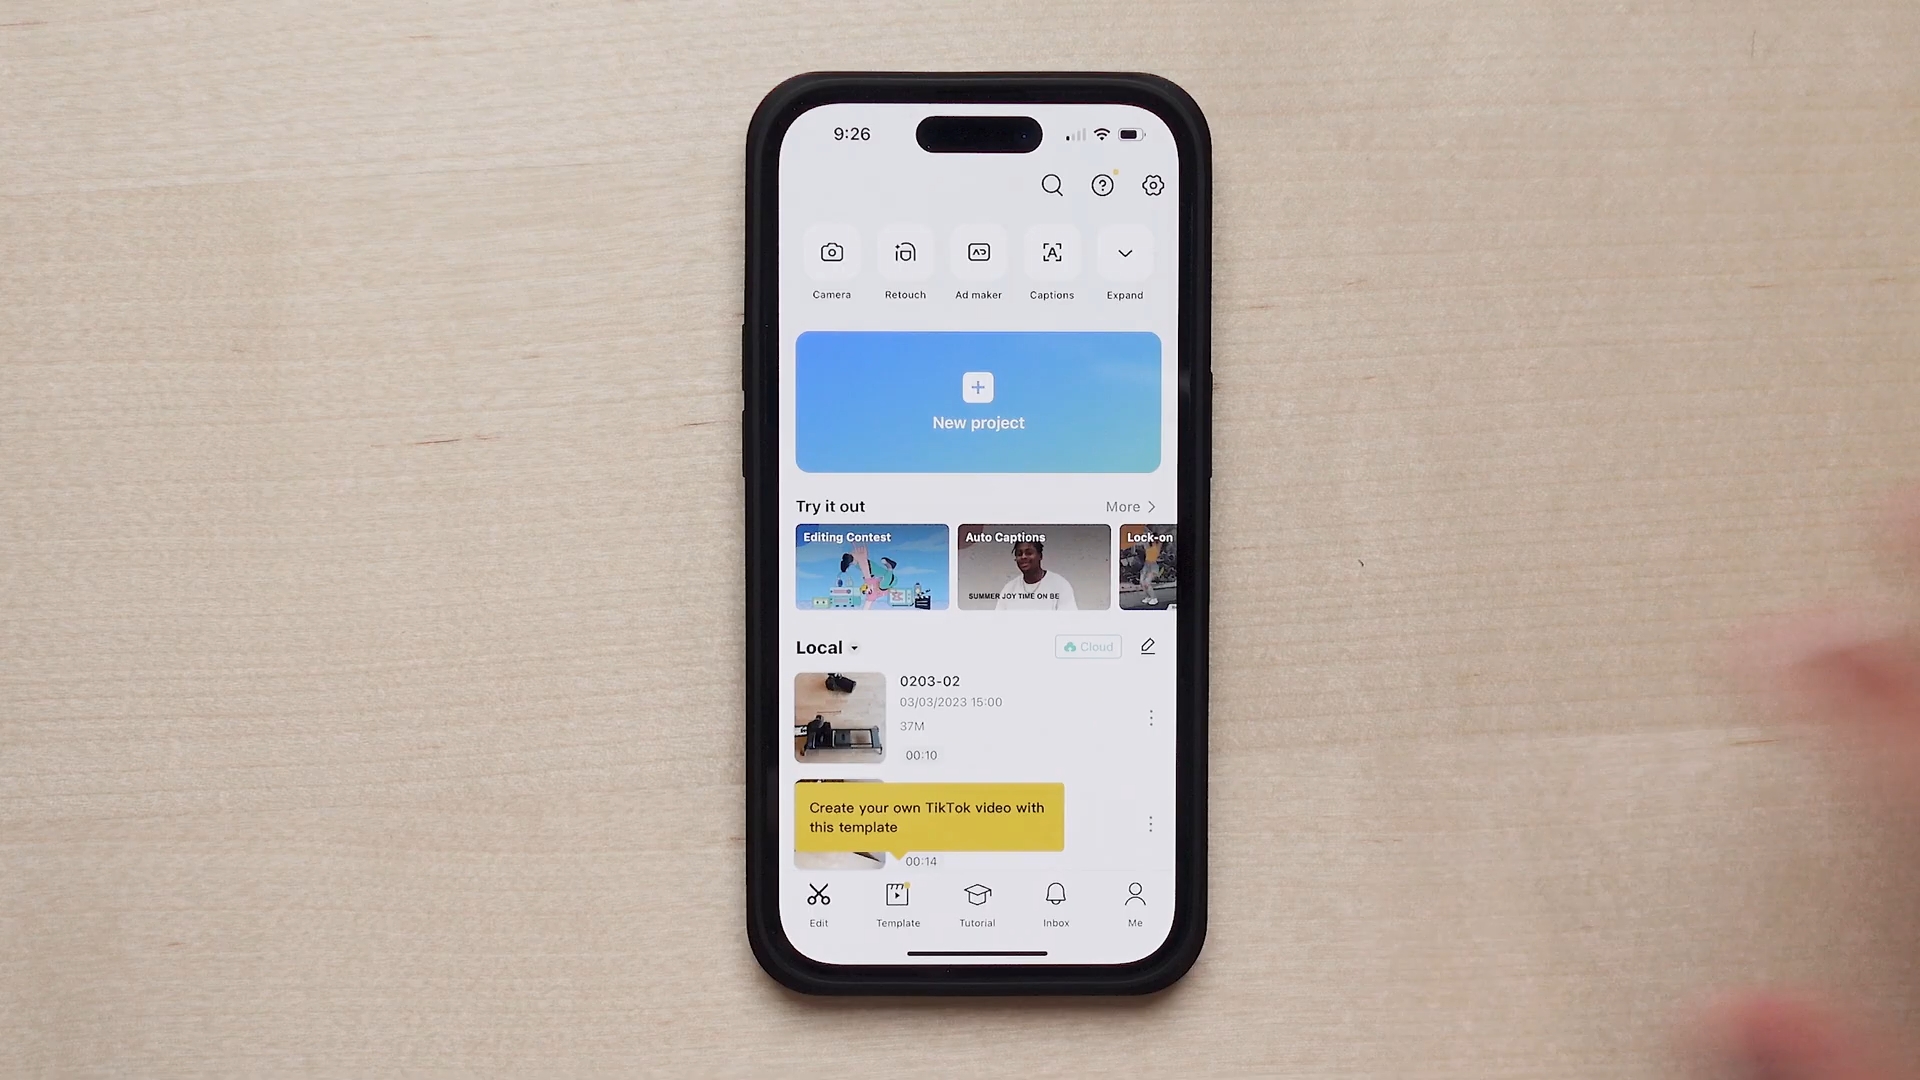 9:26
Camera
Retouch
Ad maker
Captions
Expand
New project
Try it out
More
Editing Contest
Auto Captions
Lock-on
SUMMER JOY TIME ON BE
Local
Cloud
0203-02
03/03/2023 15:00
37M
00:10
Create your own TikTok video with
this template
00:14
Edit
Template
Tutorial
Inbox
Me